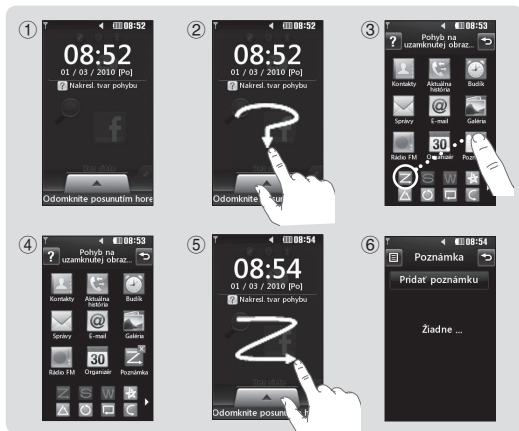 ①
08:52
08:52
01 / 03 / 2010 [Po]
? Nakresl. tvar pohybu
Odomknite posunutím hore
②
08:52
08:52
01 / 03 / 2010 [Po]
? Nakresl. tvar pohybu
Odomknite pos
③
08:53
? Pohyb na
uzamknutej obraz...
Kontakty
Aktuálna
história
Budík
Správy
E-mail
Galéria
Rádio FM
30
Organizér
Pozn
Z S W
④
08:53
? Pohyb na
uzamknutej obraz...
Kontakty
Aktuálna
história
Budík
Správy
E-mail
Galéria
Rádio FM
30
Organizér
Poznámka
Z S W
⑤
08:54
08:54
01 / 03 / 2010 [Po]
? Nakresl. tvar pohybu
Odomknite posun h
⑥
08:54
Poznámka
Pridať poznámku
Žiadne ...